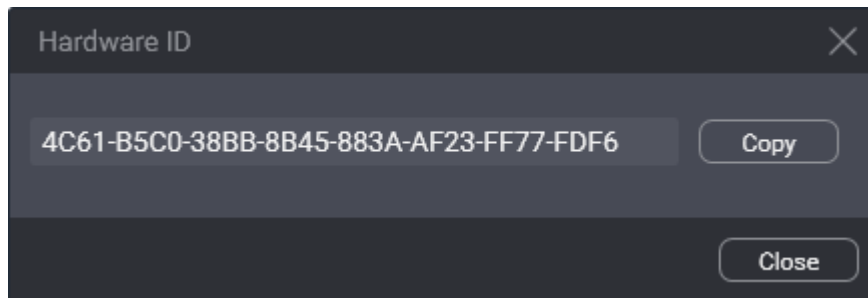 Hardware ID
4C61-B5C0-38BB-8B45-883A-AF23-FF77-FDF6
Copy
Close